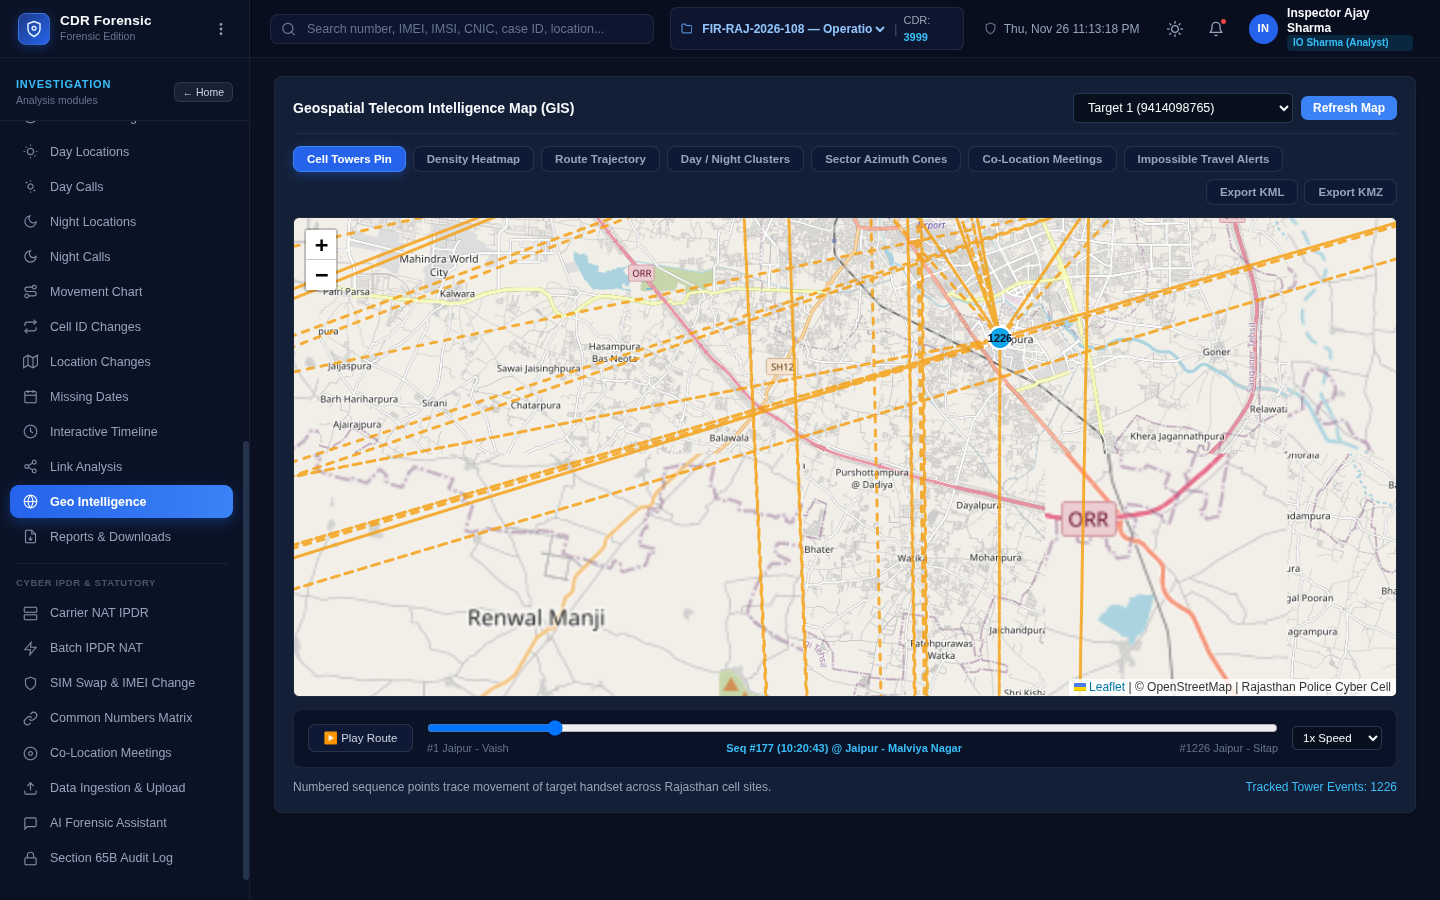 CDR Forensic
Forensic Edition
Search number, IMEI, IMSI, CNIC, case ID, location...
FIR-RAJ-2026-108 — Operatio
CDR:
3999
Thu, Nov 26 11:13:18 PM
IN
Inspector Ajay Sharma
IO Sharma (Analyst)
INVESTIGATION
Analysis modules
← Home
Day Locations
Day Calls
Night Locations
Night Calls
Movement Chart
Cell ID Changes
Location Changes
Missing Dates
Interactive Timeline
Link Analysis
Geo Intelligence
Reports & Downloads
CYBER IPDR & STATUTORY
Carrier NAT IPDR
Batch IPDR NAT
SIM Swap & IMEI Change
Common Numbers Matrix
Co-Location Meetings
Data Ingestion & Upload
AI Forensic Assistant
Section 65B Audit Log
Geospatial Telecom Intelligence Map (GIS)
Target 1 (9414098765)
Refresh Map
Cell Towers Pin
Density Heatmap
Route Trajectory
Day / Night Clusters
Sector Azimuth Cones
Co-Location Meetings
Impossible Travel Alerts
Export KML
Export KMZ
+
−
Mahindra World
City
Kalwara
ORR
pura
Hasampura
Bas Neota
Jaijaspura
Sawai Jaisinghpura
SH12
1226
pura
Goner
Barh Hariharpura
Sirani
Chatarpura
Ajairajpura
Balawala
Khera Jagannathpura
Purshottampura
@ Dadiya
Dayalpura
ORR
adampura
Bhater
Watika
Mohanpura
ura
gal Pooran
Renwal Manji
Jaichandpura
agrampura
Fatehpurawas
Watka
Tehsil
Leaflet | © OpenStreetMap | Rajasthan Police Cyber Cell
▶ Play Route
#1 Jaipur - Vaish
Seq #177 (10:20:43) @ Jaipur - Malviya Nagar
#1226 Jaipur - Sitap
1x Speed
Numbered sequence points trace movement of target handset across Rajasthan cell sites.
Tracked Tower Events: 1226